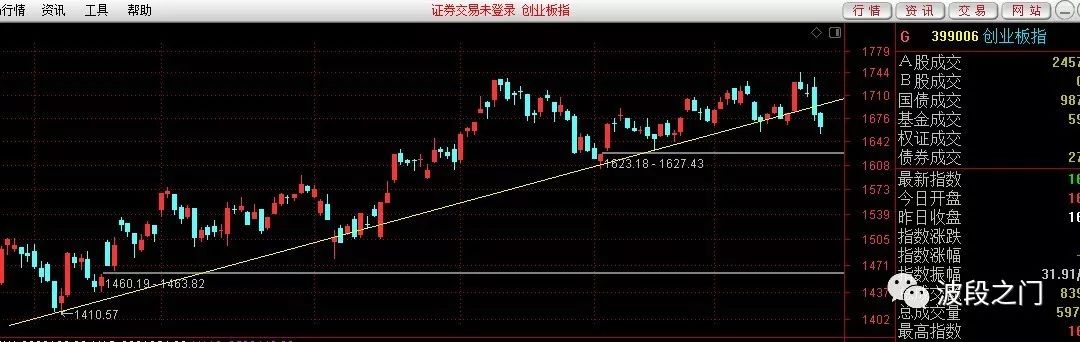 行情 资讯 工具 帮助 证券交易未登录 创业板指 行情 资讯 交易 网站
G 399006 创业板指
1779
1744
1710
1676
1642
1608
1573
1539
1505
1471
1437
1402
1623.18-1627.43
1460.19-1463.82
1410.57
A股成交 2457
B股成交 0
国债成交 987
基金成交 59
权证成交
债券成交 27
最新指数 16
今日开盘 16
昨日收盘 16
指数涨跌
指数涨幅
指数振幅 31.91/
839
总成交量 597
最高指数 16
波段之门